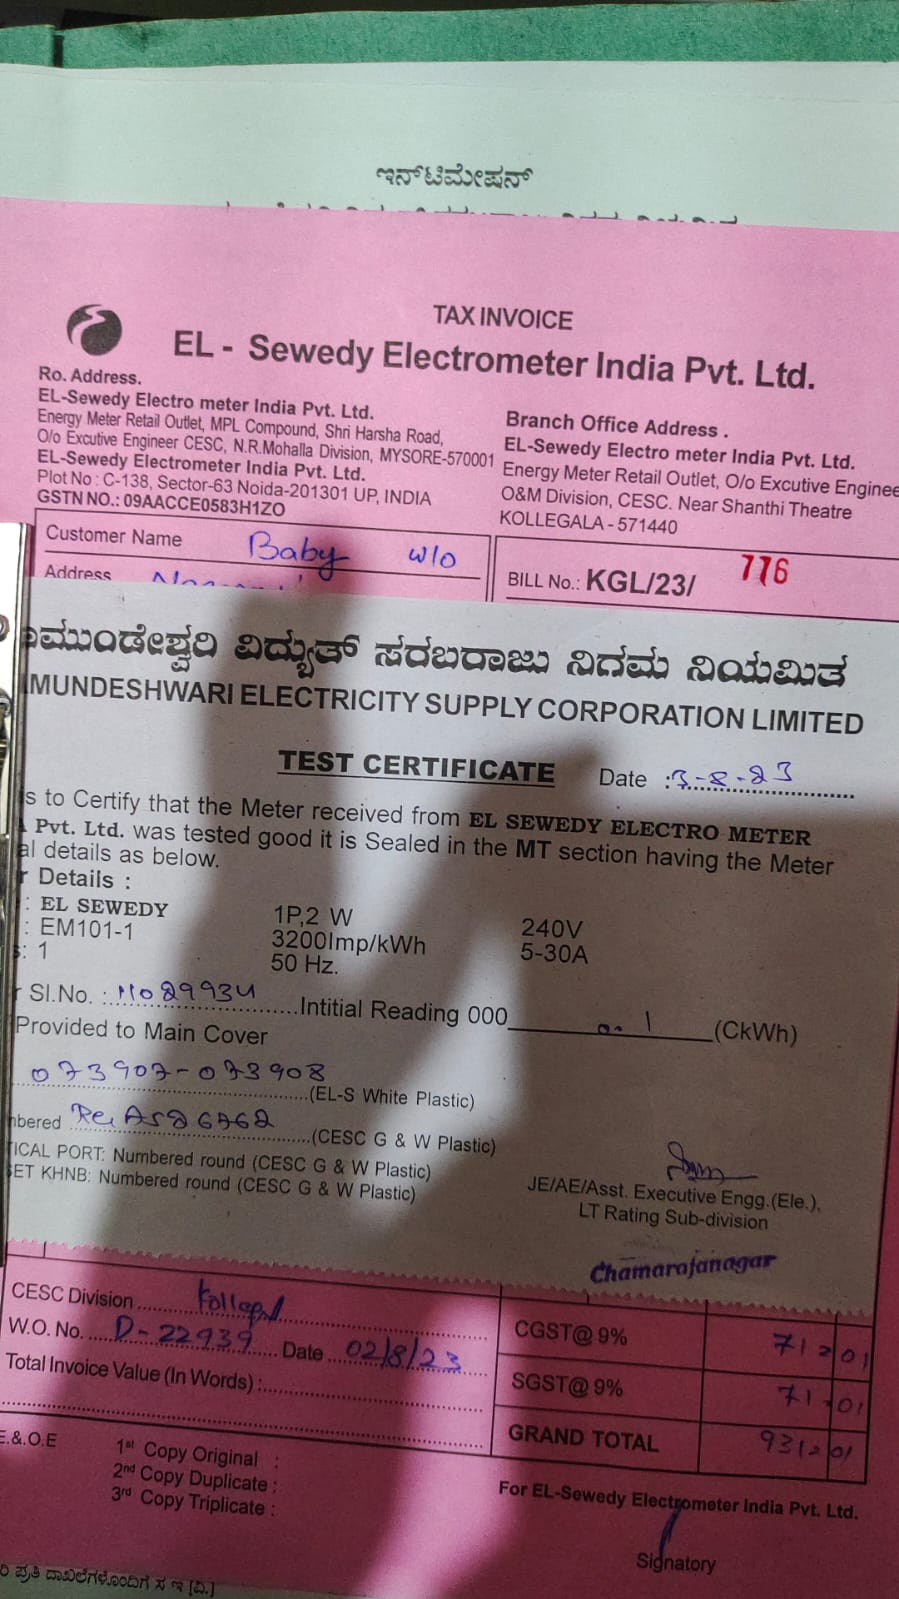 ಇನ್‌ಟಿಮೇಷನ್
TAX INVOICE
EL - Sewedy Electrometer India Pvt. Ltd.
Ro. Address.
EL-Sewedy Electro meter India Pvt. Ltd.
Energy Meter Retail Outlet, MPL Compound, Shri Harsha Road,
O/o Excutive Engineer CESC, N.R.Mohalla Division, MYSORE-570001
EL-Sewedy Electrometer India Pvt. Ltd.
Plot No : C-138, Sector-63 Noida-201301 UP, INDIA
GSTN NO.: 09AACCE0583H1ZO
Branch Office Address .
EL-Sewedy Electro meter India Pvt. Ltd.
Energy Meter Retail Outlet, O/o Excutive Enginee
O&M Division, CESC. Near Shanthi Theatre
KOLLEGALA - 571440
Customer Name Baby w/o
Address
BILL No.: KGL/23/ 776
ಾಮುಂಡೇಶ್ವರಿ ವಿದ್ಯುತ್ ಸರಬರಾಜು ನಿಗಮ ನಿಯಮಿತ
MUNDESHWARI ELECTRICITY SUPPLY CORPORATION LIMITED
TEST CERTIFICATE Date : 3-8-23
s to Certify that the Meter received from EL SEWEDY ELECTRO METER
Pvt. Ltd. was tested good it is Sealed in the MT section having the Meter
al details as below.
r Details :
: EL SEWEDY 1P,2 W 240V
: EM101-1 3200Imp/kWh 5-30A
s: 1 50 Hz.
r Sl.No. : 11029934 Intitial Reading 000 0.1 (CkWh)
Provided to Main Cover
073907-073908 (EL-S White Plastic)
nbered (CESC G & W Plastic)
TICAL PORT: Numbered round (CESC G & W Plastic)
SET KHNB: Numbered round (CESC G & W Plastic)
JE/AE/Asst. Executive Engg.(Ele.),
LT Rating Sub-division
Chamarajanagar
CESC Division
W.O. No. D-22939 Date 02/8/23
Total Invoice Value (In Words) :
CGST@ 9% 71 01
SGST@ 9% 71 01
GRAND TOTAL 931 01
E.&.O.E
1st Copy Original :
2nd Copy Duplicate :
3rd Copy Triplicate :
For EL-Sewedy Electrometer India Pvt. Ltd.
Signatory
ರಿ ಪ್ರತಿ ದಾಖಲೆಗಳೊಂದಿಗೆ ಸ ಇ [ವಿ.]